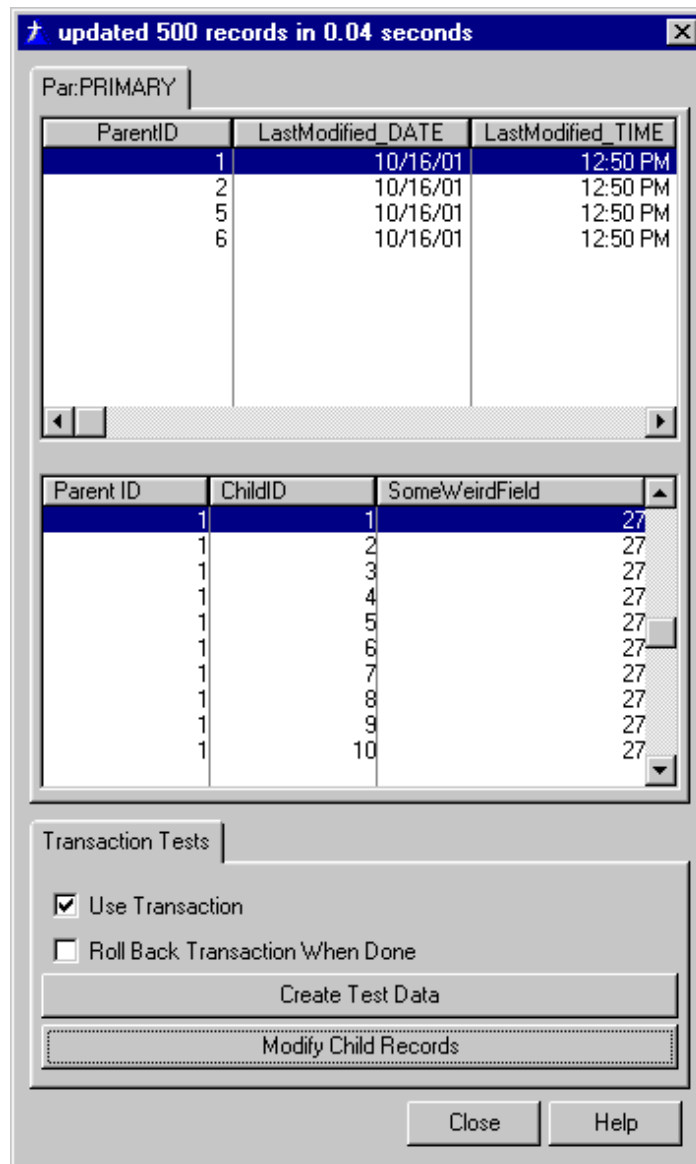 updated 500 records in 0.04 seconds
Par:PRIMARY
ParentID LastModified_DATE LastModified_TIME
1 10/16/01 12:50 PM
2 10/16/01 12:50 PM
5 10/16/01 12:50 PM
6 10/16/01 12:50 PM
Parent ID ChildID SomeWeirdField
1 1 27
1 2 27
1 3 27
1 4 27
1 5 27
1 6 27
1 7 27
1 8 27
1 9 27
1 10 27
Transaction Tests
Use Transaction
Roll Back Transaction When Done
Create Test Data
Modify Child Records
Close Help